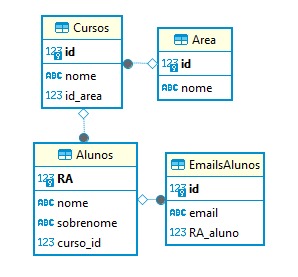 Cursos
123 id
ABC nome
123 id_area
Area
123 id
ABC nome
Alunos
123 RA
ABC nome
ABC sobrenome
123 curso_id
EmailsAlunos
123 id
ABC email
123 RA_aluno